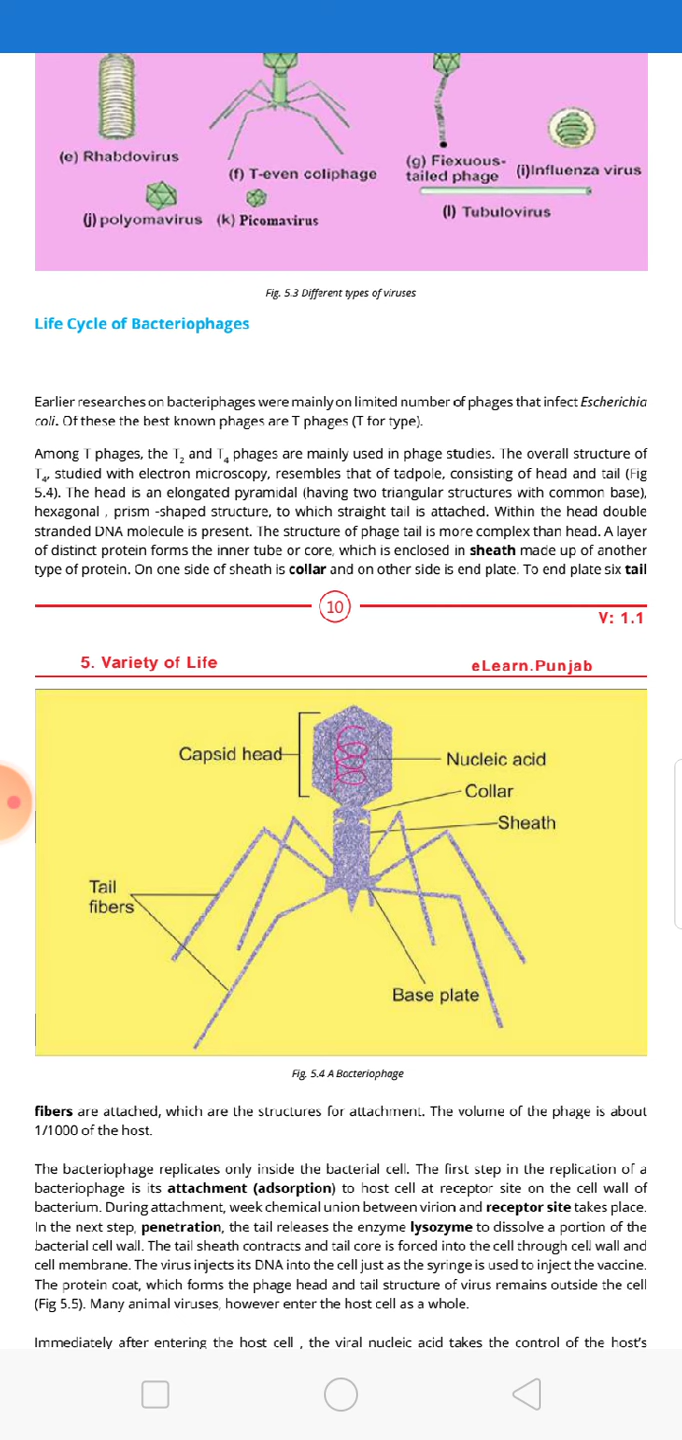 (e) Rhabdovirus
(f) T-even coliphage
(g) Fiexuous-
tailed phage
(i)Influenza virus
(j) polyomavirus
(k) Picomavirus
(l) Tubulovirus
Fig. 5.3 Different types of viruses
Life Cycle of Bacteriophages
Earlier researches on bacteriphages were mainly on limited number of phages that infect Escherichia
coli. Of these the best known phages are T phages (T for type).
Among T phages, the T2 and T4 phages are mainly used in phage studies. The overall structure of
T4, studied with electron microscopy, resembles that of tadpole, consisting of head and tail (Fig
5.4). The head is an elongated pyramidal (having two triangular structures with common base),
hexagonal , prism -shaped structure, to which straight tail is attached. Within the head double
stranded DNA molecule is present. The structure of phage tail is more complex than head. A layer
of distinct protein forms the inner tube or core, which is enclosed in sheath made up of another
type of protein. On one side of sheath is collar and on other side is end plate. To end plate six tail
10
V: 1.1
5. Variety of Life
eLearn.Punjab
Capsid head
Nucleic acid
Collar
Sheath
Tail
fibers
Base plate
Fig. 5.4 A Bacteriophage
fibers are attached, which are the structures for attachment. The volume of the phage is about
1/1000 of the host.
The bacteriophage replicates only inside the bacterial cell. The first step in the replication of a
bacteriophage is its attachment (adsorption) to host cell at receptor site on the cell wall of
bacterium. During attachment, week chemical union between virion and receptor site takes place.
In the next step, penetration, the tail releases the enzyme lysozyme to dissolve a portion of the
bacterial cell wall. The tail sheath contracts and tail core is forced into the cell through cell wall and
cell membrane. The virus injects its DNA into the cell just as the syringe is used to inject the vaccine.
The protein coat, which forms the phage head and tail structure of virus remains outside the cell
(Fig 5.5). Many animal viruses, however enter the host cell as a whole.
Immediately after entering the host cell , the viral nucleic acid takes the control of the host's